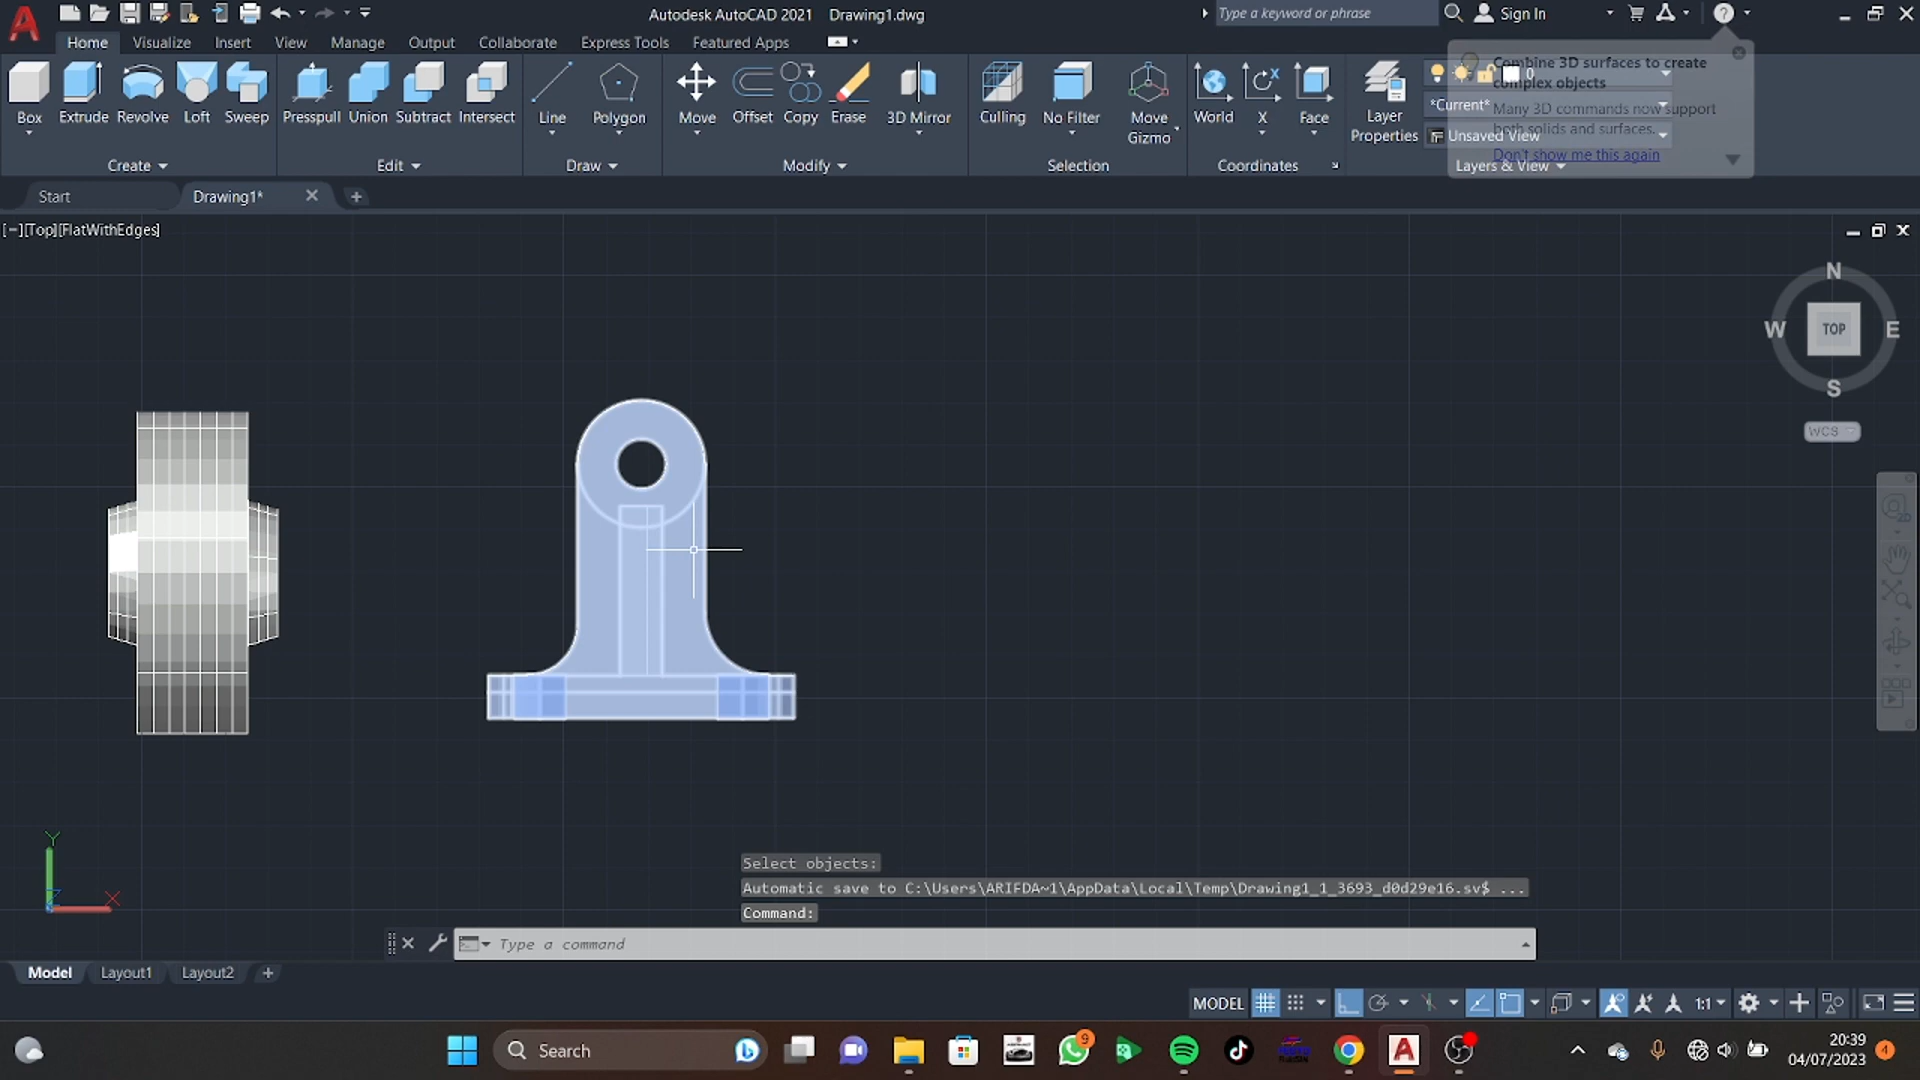 Autodesk AutoCAD 2021 Drawing1.dwg
Type a keyword or phrase
Sign In
Home Visualize Insert View Manage Output Collaborate Express Tools Featured Apps
Combine 3D surfaces to create complex objects
Many 3D commands now support both solids and surfaces.
Don't show me this again
Box Extrude Revolve Loft Sweep Presspull Union Subtract Intersect Line Polygon Move Offset Copy Erase 3D Mirror Culling No Filter Move Gizmo World X Face Layer Properties
0
*Current*
Unsaved View
Create Edit Draw Modify Selection Coordinates Layers & View
Start Drawing1*
[−][Top][FlatWithEdges]
N
W TOP E
S
WCS
2D
Y
X
Select objects:
Automatic save to C:\Users\ARIFDA~1\AppData\Local\Temp\Drawing1_1_3693_d0d29e16.sv$ ...
Command:
Type a command
Model Layout1 Layout2
MODEL 1:1
Search
9
20:39
04/07/2023
4